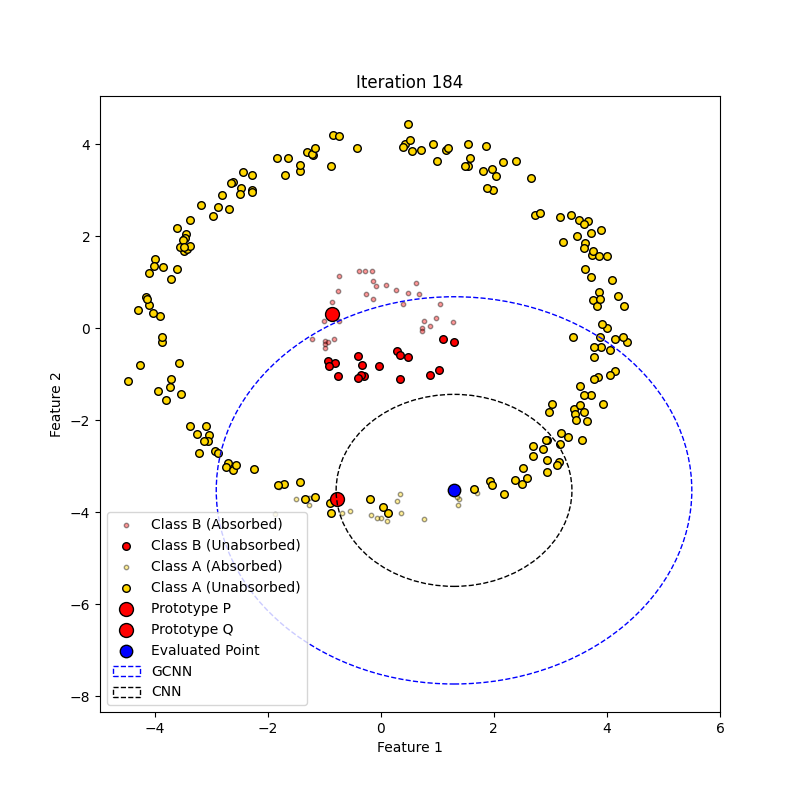 Iteration 184
4
2
0
−2
−4
−6
−8
Feature 2
Class B (Absorbed)
Class B (Unabsorbed)
Class A (Absorbed)
Class A (Unabsorbed)
Prototype P
Prototype Q
Evaluated Point
GCNN
CNN
−4 −2 0 2 4 6
Feature 1